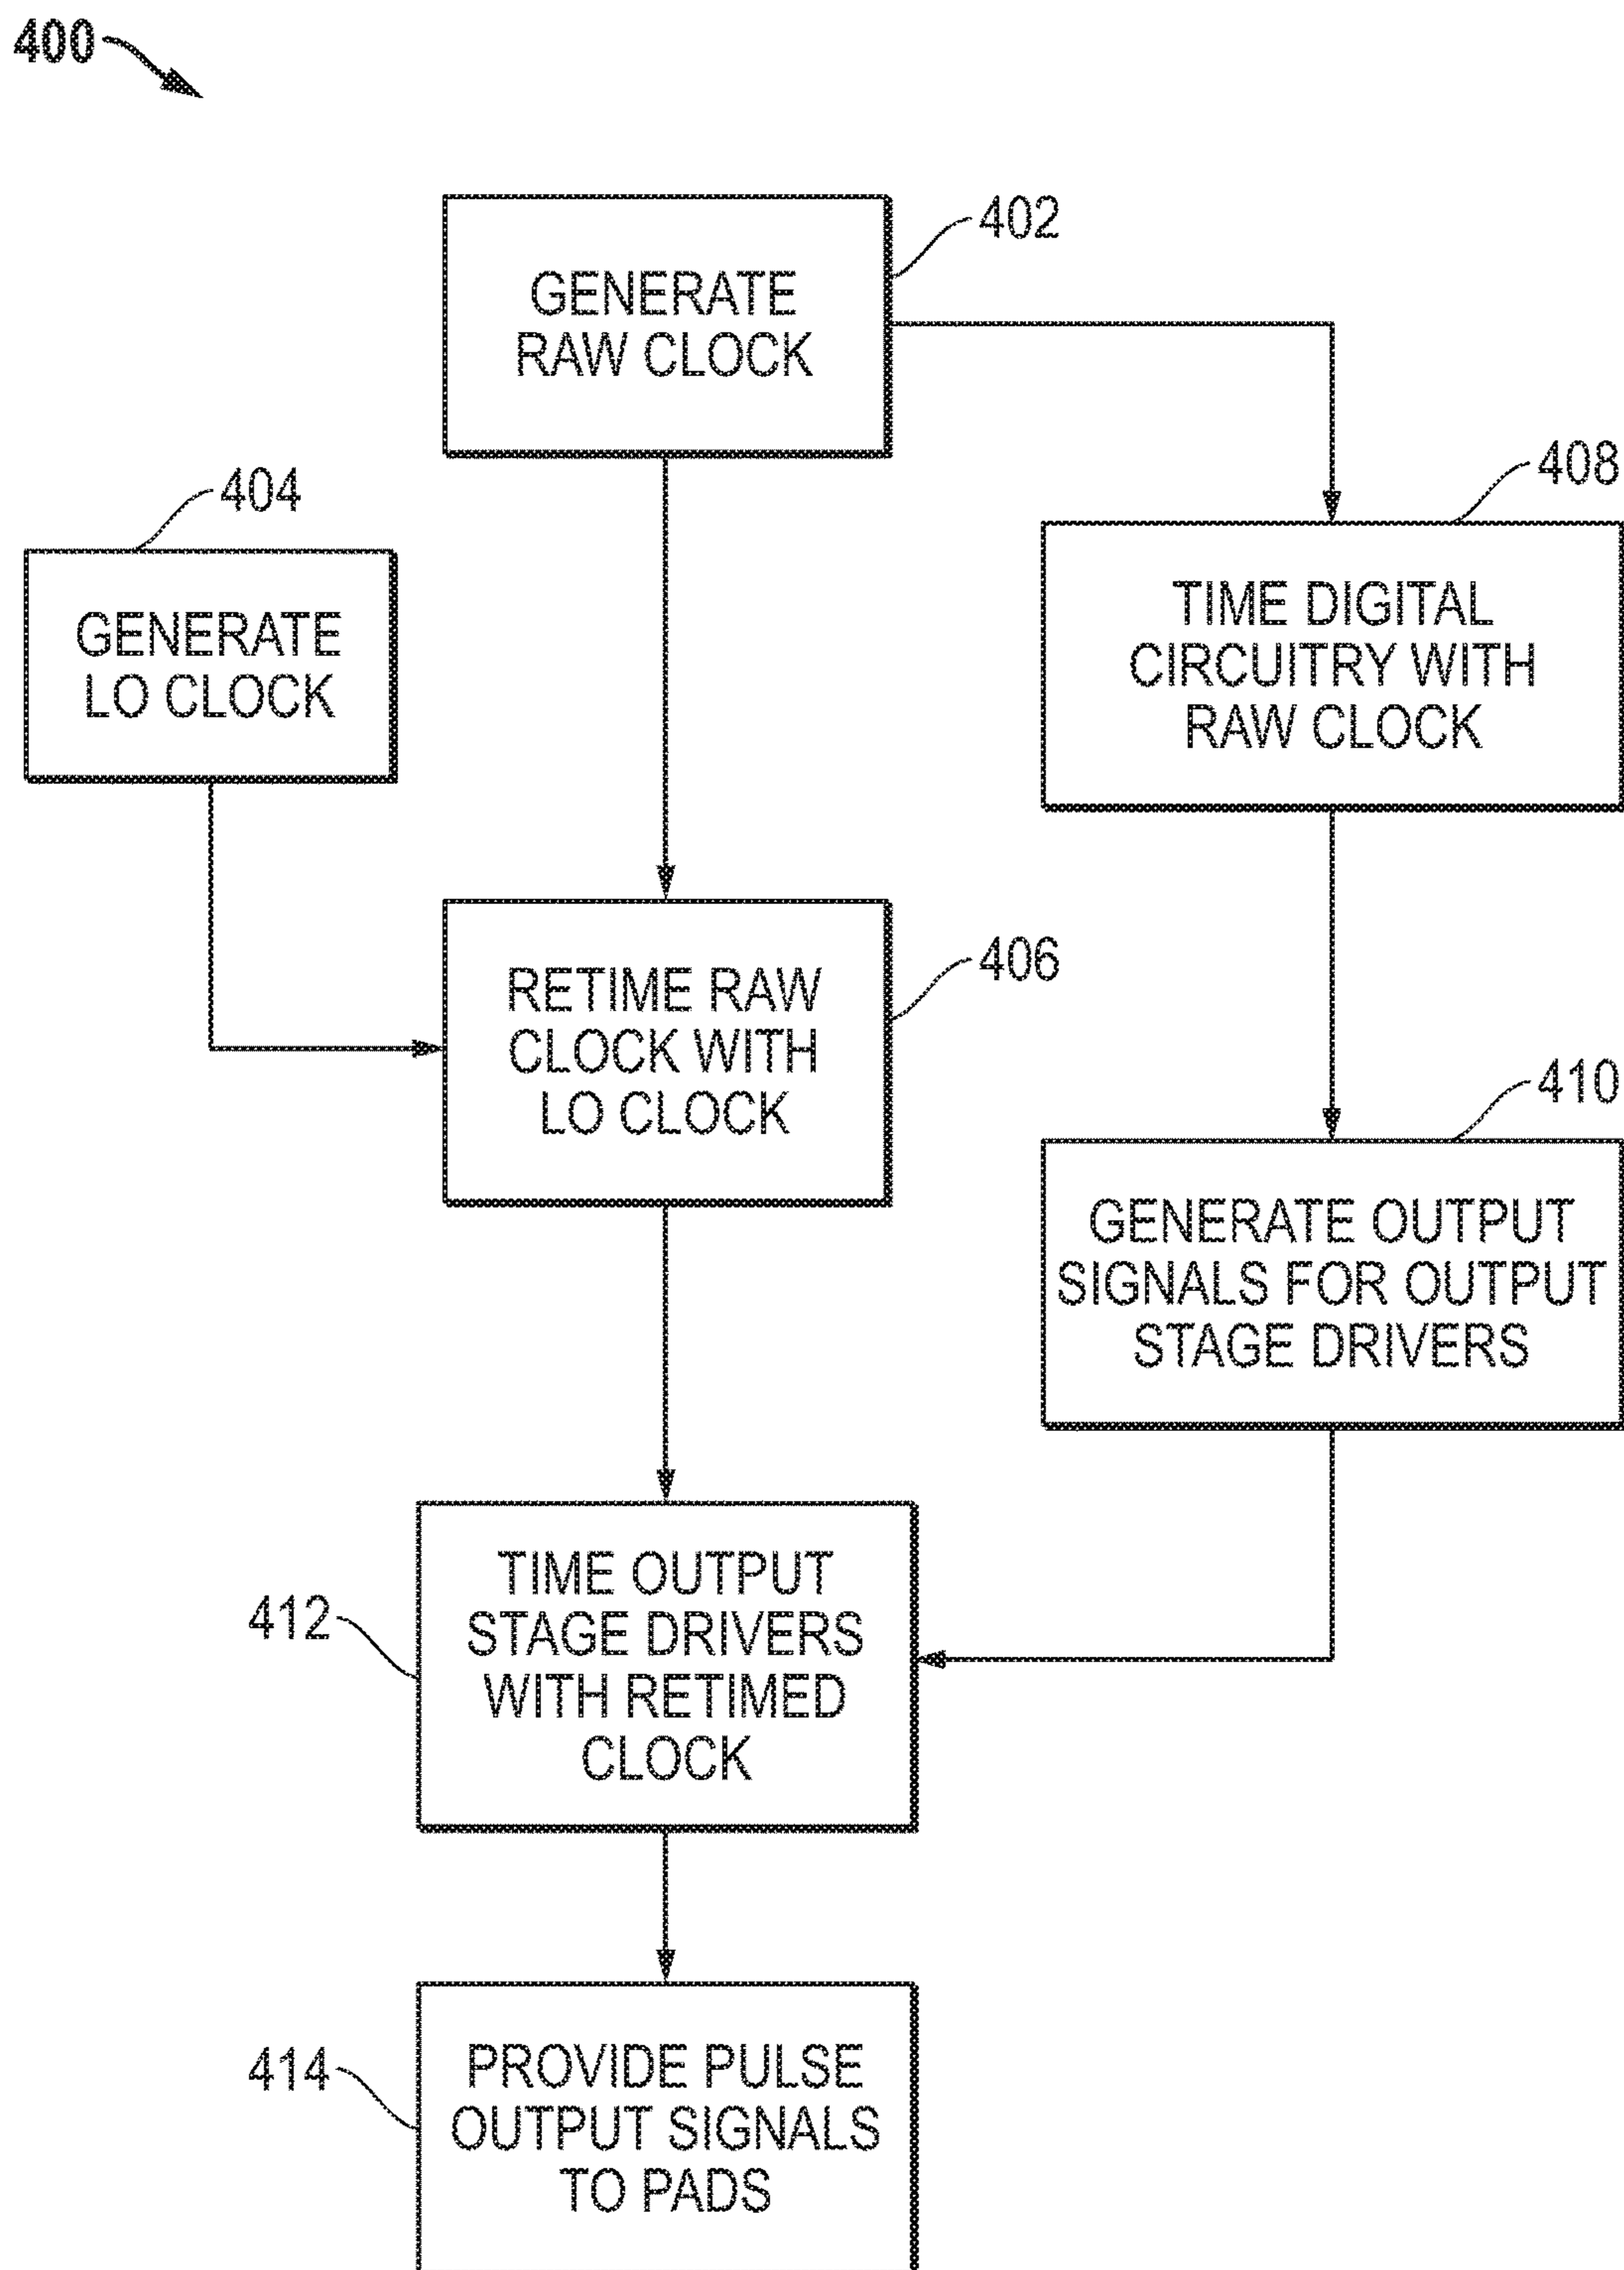 400
402
GENERATE
RAW CLOCK
404
GENERATE
LO CLOCK
408
TIME DIGITAL
CIRCUITRY WITH
RAW CLOCK
406
RETIME RAW
CLOCK WITH
LO CLOCK
410
GENERATE OUTPUT
SIGNALS FOR OUTPUT
STAGE DRIVERS
412
TIME OUTPUT
STAGE DRIVERS
WITH RETIMED
CLOCK
414
PROVIDE PULSE
OUTPUT SIGNALS
TO PADS